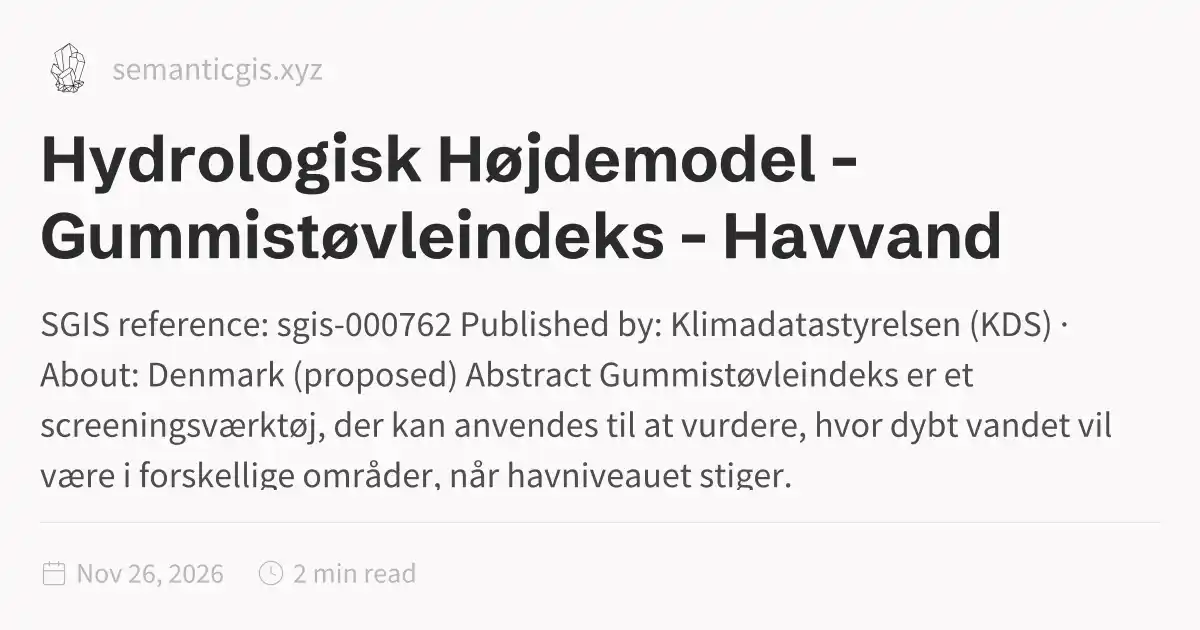 semanticgis.xyz
Hydrologisk Højdemodel -
Gummistøvleindeks - Havvand
SGIS reference: sgis-000762 Published by: Klimadatastyrelsen (KDS) ·
About: Denmark (proposed) Abstract Gummistøvleindeks er et
screeningsværktøj, der kan anvendes til at vurdere, hvor dybt vandet vil
være i forskellige områder, når havniveauet stiger.
Nov 26, 2026 2 min read